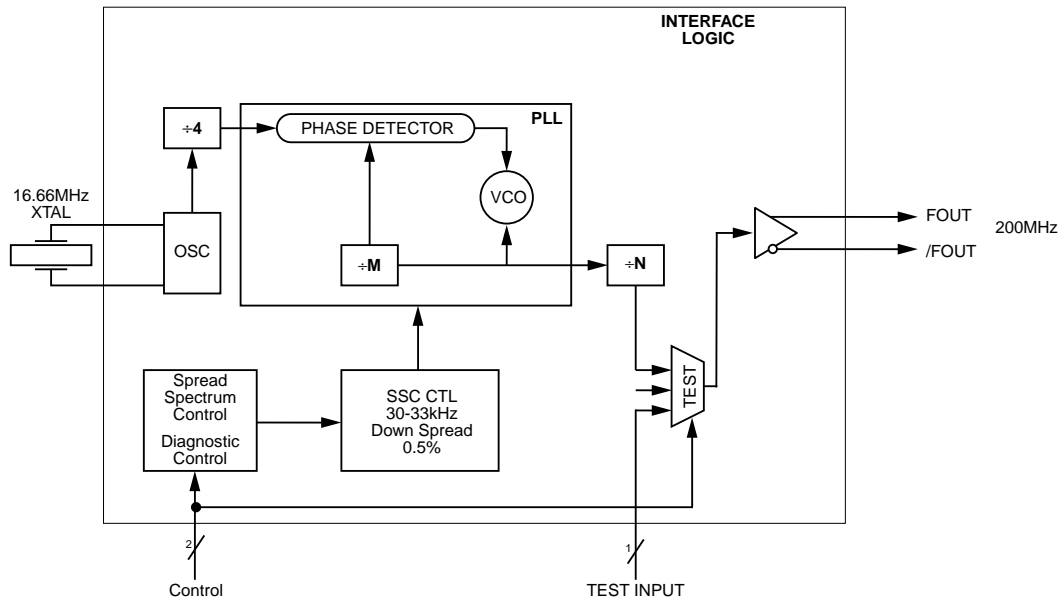 INTERFACE
LOGIC
÷4
PLL
PHASE DETECTOR
16.66MHz
XTAL
OSC
VCO
FOUT
200MHz
/FOUT
÷M
÷N
Spread
Spectrum
Control
Diagnostic
Control
SSC CTL
30-33kHz
Down Spread
0.5%
TEST
2
1
Control
TEST INPUT